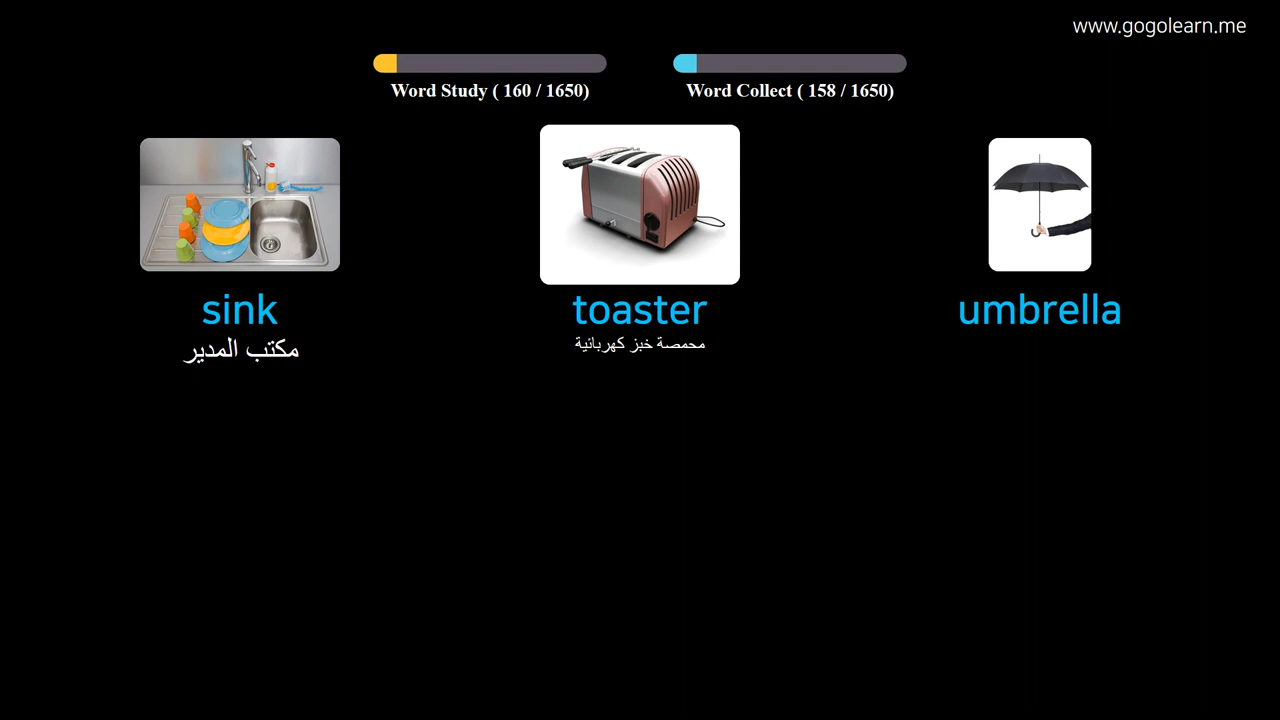 www.gogolearn.me
Word Study ( 160 / 1650)
Word Collect ( 158 / 1650)
sink
مكتب المدير
toaster
محمصة خبز كهربائية
umbrella